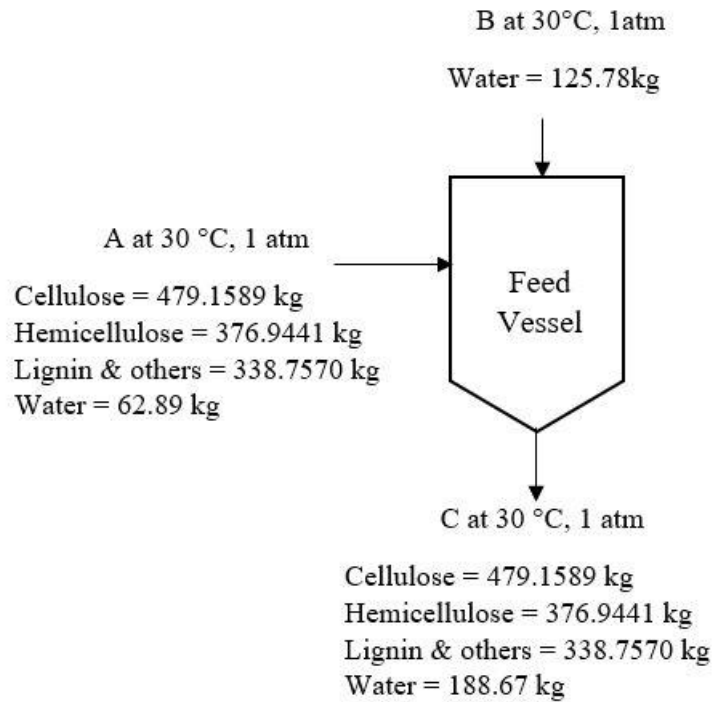 B at 30°C, 1atm
Water = 125.78kg
A at 30 °C, 1 atm
Cellulose = 479.1589 kg
Hemicellulose = 376.9441 kg
Lignin & others = 338.7570 kg
Water = 62.89 kg
Feed
Vessel
C at 30 °C, 1 atm
Cellulose = 479.1589 kg
Hemicellulose = 376.9441 kg
Lignin & others = 338.7570 kg
Water = 188.67 kg